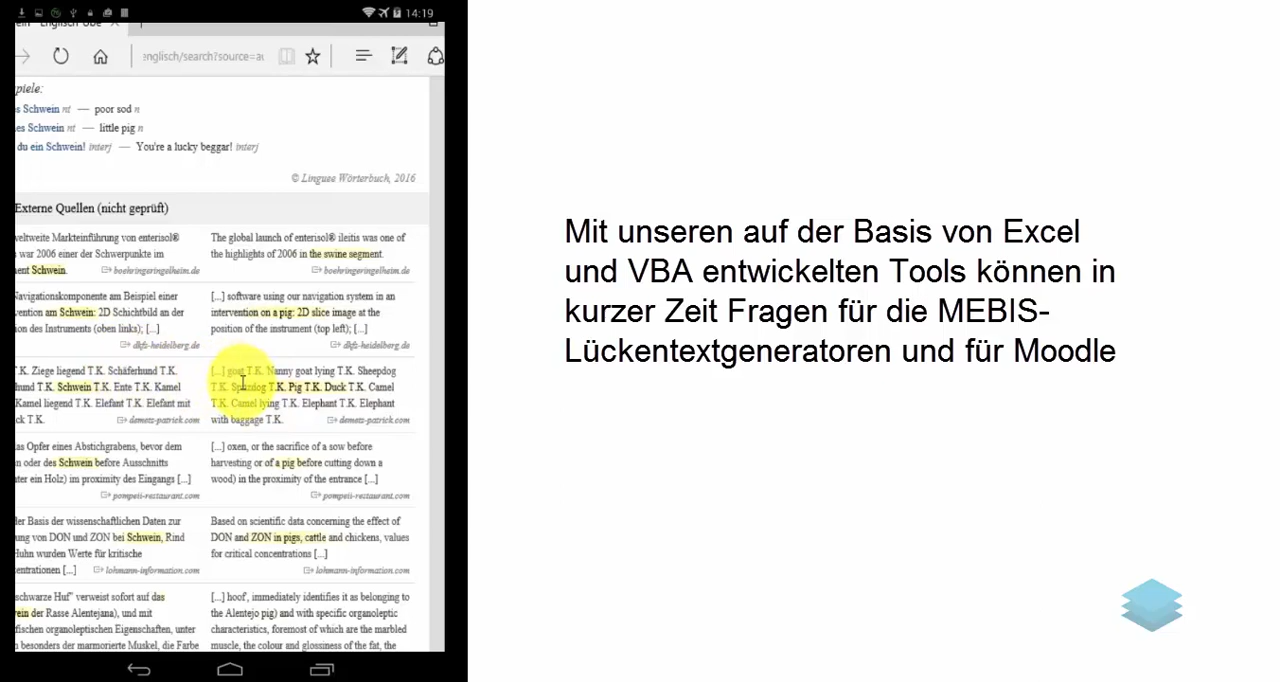 14:19
englisch/search?source=au
piele:
s Schwein nt — poor sod n
es Schwein nt — little pig n
du ein Schwein! interj — You're a lucky beggar! interj
© Linguee Wörterbuch, 2016
Externe Quellen (nicht geprüft)
weltweite Markteinführung von enterisol®
war 2006 einer der Schwerpunkte im
ent Schwein.
boehringeringelheim.de
The global launch of enterisol® ileitis was one of
the highlights of 2006 in the swine segment.
boehringeringelheim.de
Navigationskomponente am Beispiel einer
vention am Schwein: 2D Schichtbild an der
ion des Instruments (oben links); [...]
dkfz-heidelberg.de
[...] software using our navigation system in an
intervention on a pig: 2D slice image at the
position of the instrument (top left); [...]
dkfz-heidelberg.de
T.K. Ziege liegend T.K. Schäferhund T.K.
hund T.K. Schwein T.K. Ente T.K. Kamel
Kamel liegend T.K. Elefant T.K. Elefant mit
ck T.K.
demetz-patrick.com
[...] goat T.K. Nanny goat lying T.K. Sheepdog
T.K. T.K. Pig T.K. Duck T.K. Camel
T.K. Camel lying T.K. Elephant T.K. Elephant
with baggage T.K.
demetz-patrick.com
as Opfer eines Abstichgrabens, bevor dem
n oder des Schwein before Ausschnitts
nter ein Holz) im proximity des Eingangs [...]
pompeii-restaurant.com
[...] oxen, or the sacrifice of a sow before
harvesting or of a pig before cutting down a
wood) in the proximity of the entrance [...]
pompeii-restaurant.com
der Basis der wissenschaftlichen Daten zur
ung von DON und ZON bei Schwein, Rind
Huhn wurden Werte für kritische
entrationen [...]
lohmann-information.com
Based on scientific data concerning the effect of
DON and ZON in pigs, cattle and chickens, values
for critical concentrations [...]
lohmann-information.com
schwarze Huf" verweist sofort auf das
rein der Rasse Alentejana), und mit
fischen organoleptischen Eigenschaften, unter
n besonders der marmorierte Muskel, die Farbe
[...] hoof', immediately identifies it as belonging to
the Alentejo pig) and with specific organoleptic
characteristics, foremost of which are the marbled
muscle, the colour and glossiness of the fat, the
Mit unseren auf der Basis von Excel
und VBA entwickelten Tools können in
kurzer Zeit Fragen für die MEBIS-
Lückentextgeneratoren und für Moodle